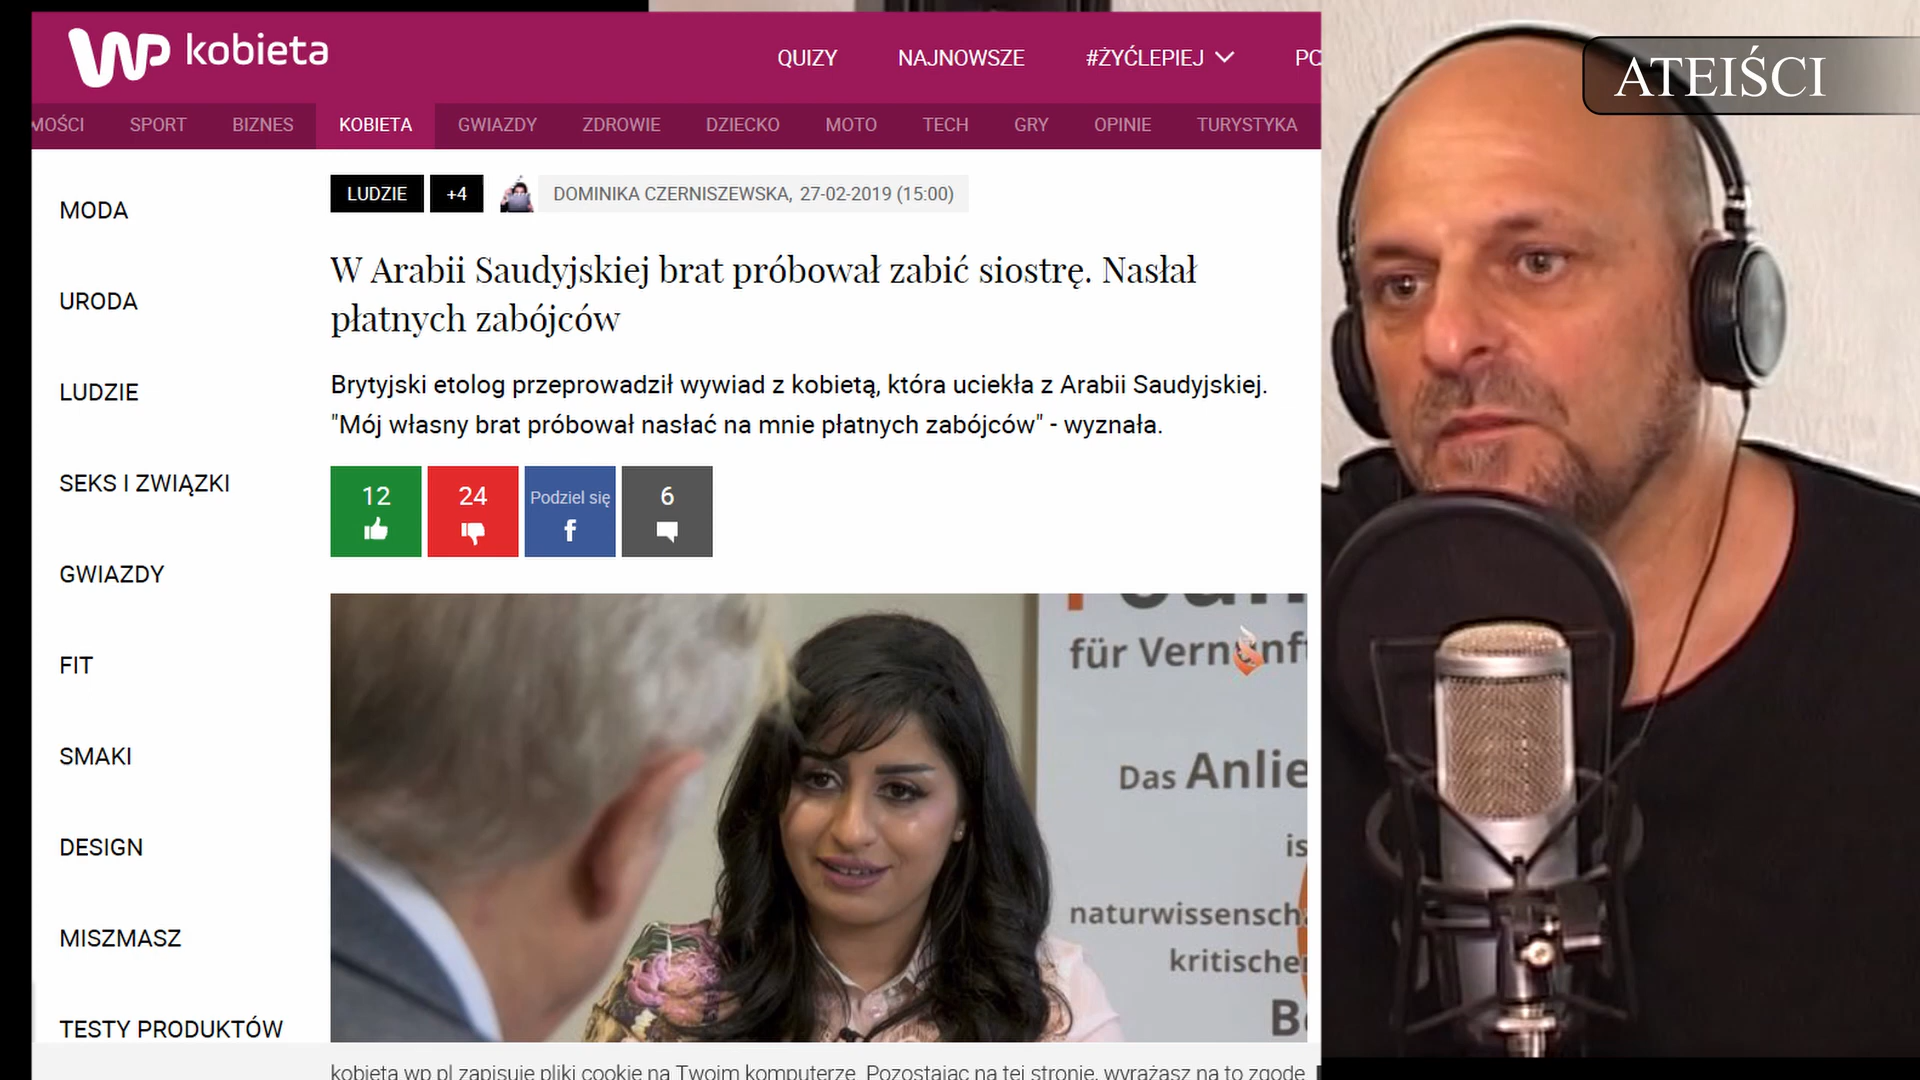 WP kobieta
QUIZY NAJNOWSZE #ŻYĆLEPIEJ
ATEIŚCI
MOŚCI SPORT BIZNES KOBIETA GWIAZDY ZDROWIE DZIECKO MOTO TECH GRY OPINIE TURYSTYKA
MODA
URODA
LUDZIE
SEKS I ZWIĄZKI
GWIAZDY
FIT
SMAKI
DESIGN
MISZMASZ
TESTY PRODUKTÓW
LUDZIE +4 DOMINIKA CZERNISZEWSKA, 27-02-2019 (15:00)
W Arabii Saudyjskiej brat próbował zabić siostrę. Nasłał
płatnych zabójców
Brytyjski etolog przeprowadził wywiad z kobietą, która uciekła z Arabii Saudyjskiej.
"Mój własny brat próbował nasłać na mnie płatnych zabójców" - wyznała.
12 24 Podziel się 6
für Vernunf
Das Anlie
is
naturwissensch
kritische
B
kobieta.wp.pl zapisuje pliki cookie na Twoim komputerze. Pozostając na tej stronie, wyrażasz na to zgodę.